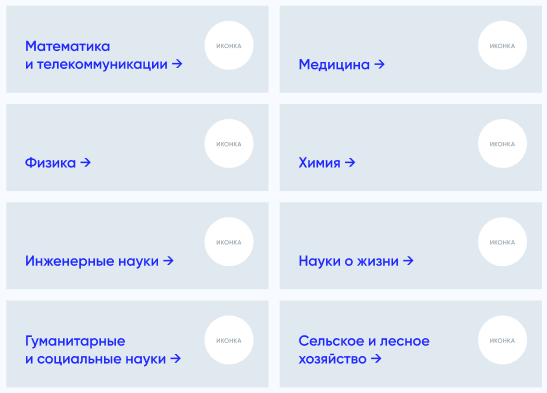 Математика
и телекоммуникации →
ИКОНКА
Медицина →
ИКОНКА
Физика →
ИКОНКА
Химия →
ИКОНКА
Инженерные науки →
ИКОНКА
Науки о жизни →
ИКОНКА
Гуманитарные
и социальные науки →
ИКОНКА
Сельское и лесное
хозяйство →
ИКОНКА